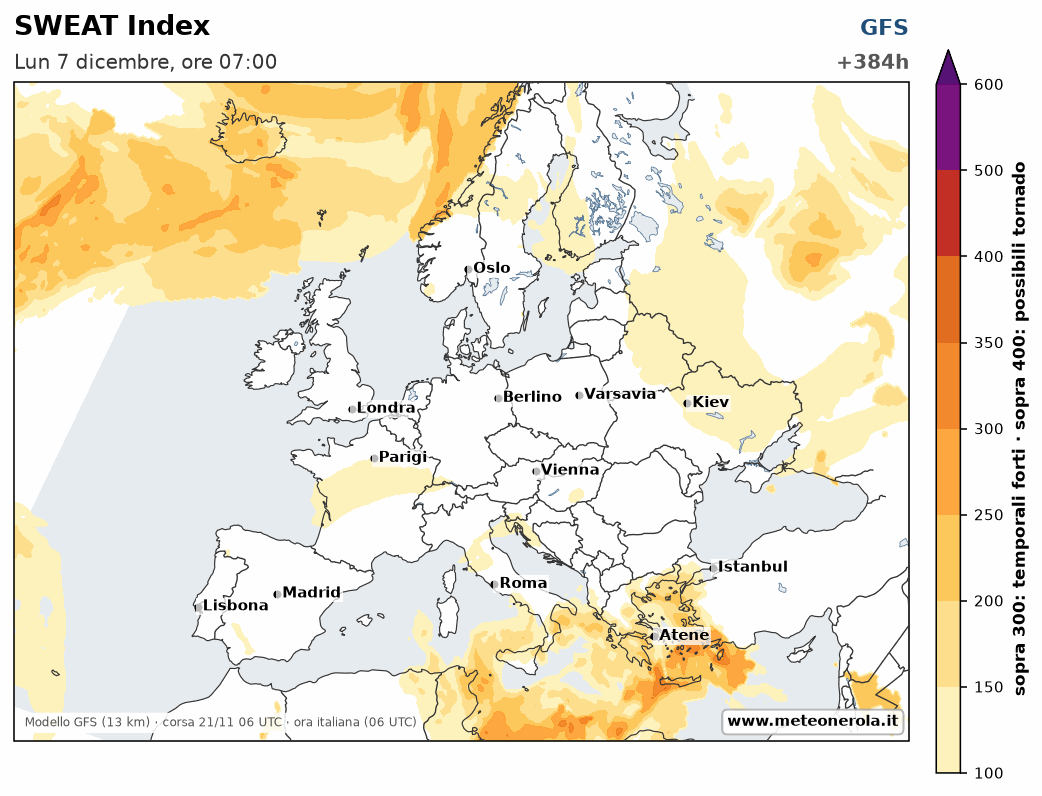 SWEAT Index
GFS
Lun 7 dicembre, ore 07:00
+384h
Oslo
Londra
Berlino
Varsavia
Kiev
Parigi
Vienna
Istanbul
Roma
Madrid
Lisbona
Atene
Modello GFS (13 km) · corsa 21/11 06 UTC · ora italiana (06 UTC)
www.meteonerola.it
600
500
400
350
300
250
200
150
100
sopra 300: temporali forti · sopra 400: possibili tornado